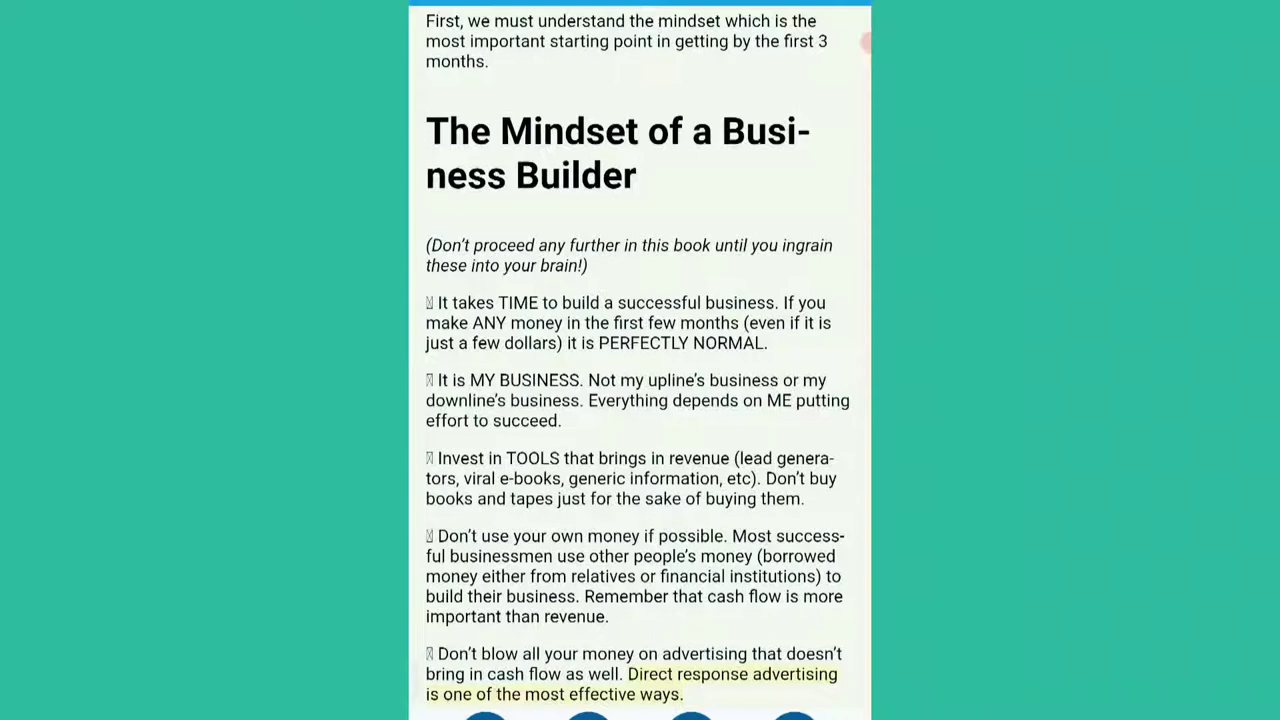 First, we must understand the mindset which is the
most important starting point in getting by the first 3
months.
The Mindset of a Busi-
ness Builder
(Don't proceed any further in this book until you ingrain
these into your brain!)
It takes TIME to build a successful business. If you
make ANY money in the first few months (even if it is
just a few dollars) it is PERFECTLY NORMAL.
It is MY BUSINESS. Not my upline's business or my
downline's business. Everything depends on ME putting
effort to succeed.
Invest in TOOLS that brings in revenue (lead genera-
tors, viral e-books, generic information, etc). Don't buy
books and tapes just for the sake of buying them.
Don't use your own money if possible. Most success-
ful businessmen use other people's money (borrowed
money either from relatives or financial institutions) to
build their business. Remember that cash flow is more
important than revenue.
Don't blow all your money on advertising that doesn't
bring in cash flow as well. Direct response advertising
is one of the most effective ways.